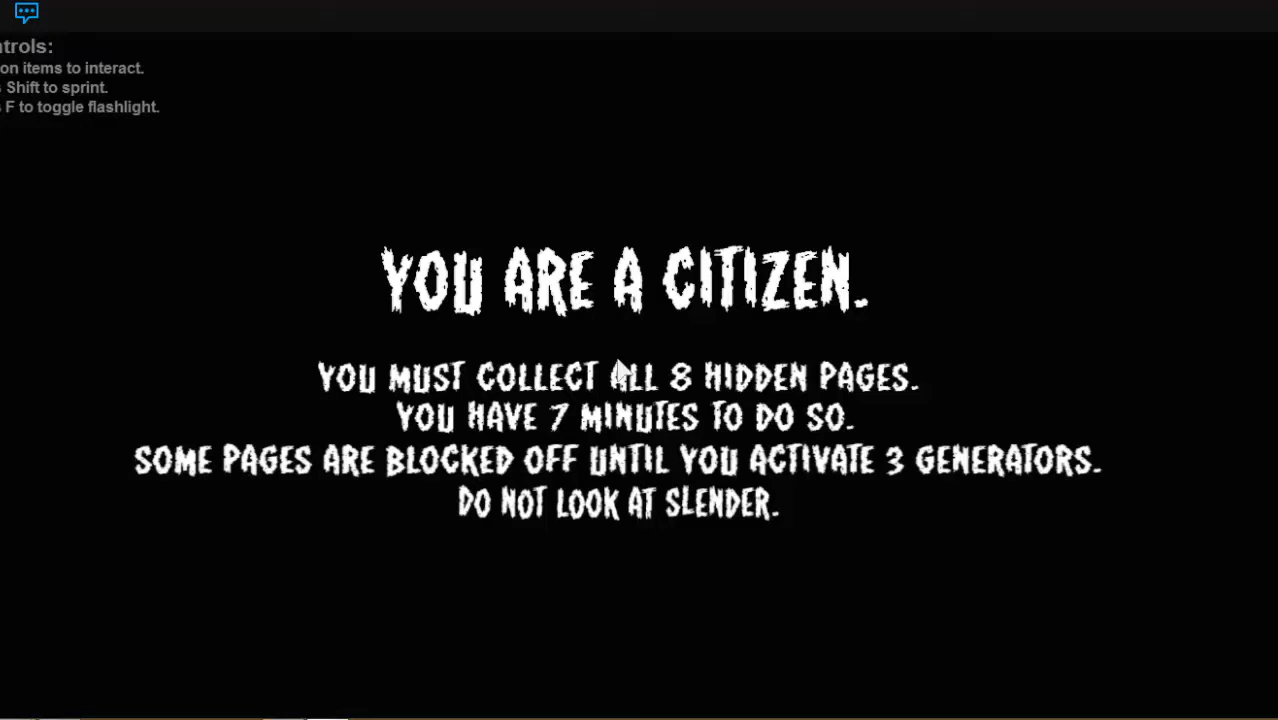 trols:
on items to interact.
Shift to sprint.
F to toggle flashlight.
YOU ARE A CITIZEN.
YOU MUST COLLECT ALL 8 HIDDEN PAGES.
YOU HAVE 7 MINUTES TO DO SO.
SOME PAGES ARE BLOCKED OFF UNTIL YOU ACTIVATE 3 GENERATORS.
DO NOT LOOK AT SLENDER.